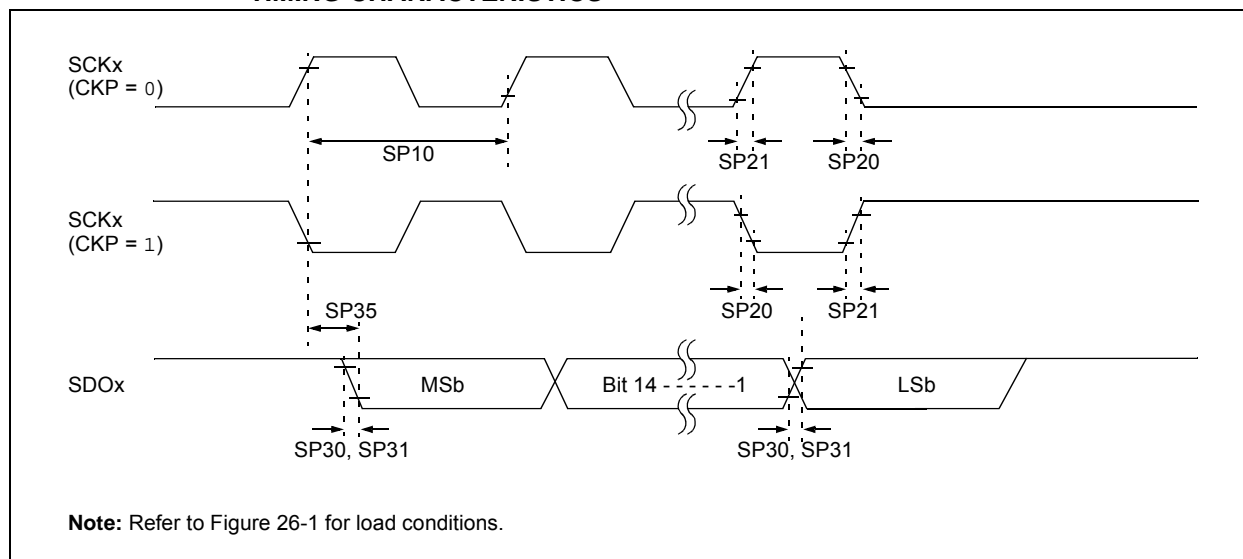 SCKx
(CKP = 0)
SP10
SP21
SP20
SCKx
(CKP = 1)
SP35
SP20
SP21
SDOx
MSb
Bit 14 - - - - - -1
LSb
SP30, SP31
SP30, SP31
Note: Refer to Figure 26-1 for load conditions.